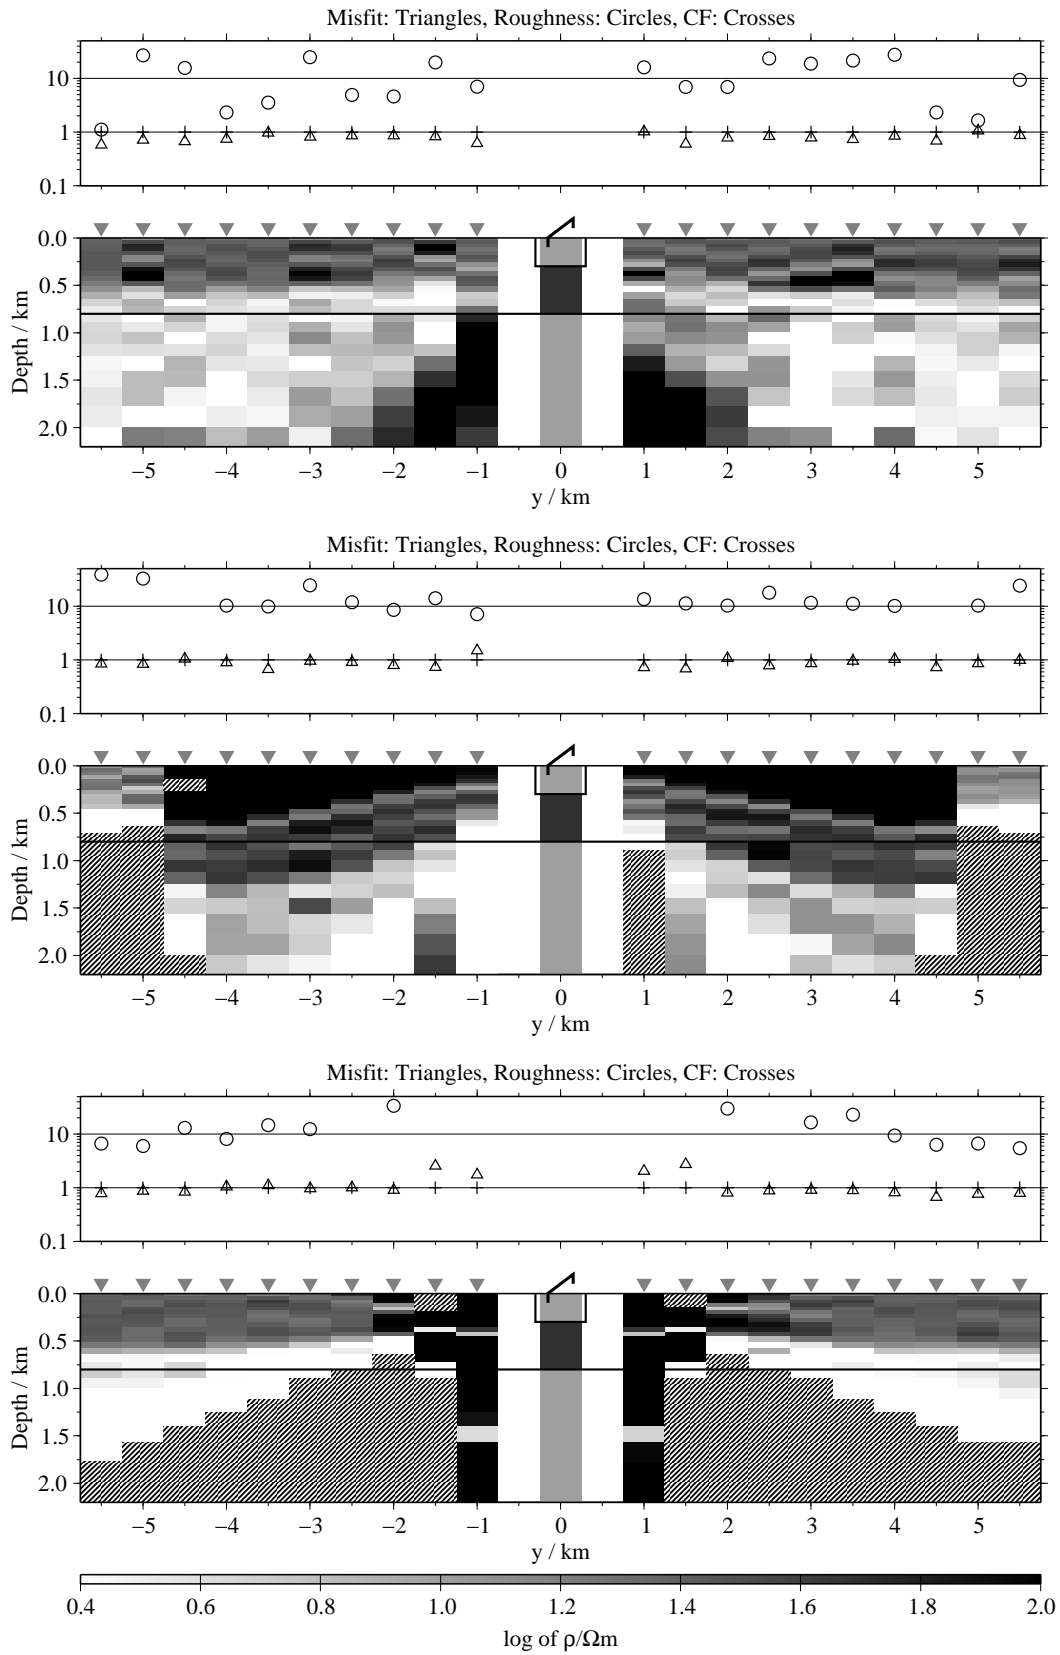 Misfit: Triangles, Roughness: Circles, CF: Crosses
10
1
0.1
0.0
0.5
1.0
1.5
2.0
Depth / km
−5 −4 −3 −2 −1 0 1 2 3 4 5
y / km
Misfit: Triangles, Roughness: Circles, CF: Crosses
10
1
0.1
0.0
0.5
1.0
1.5
2.0
Depth / km
−5 −4 −3 −2 −1 0 1 2 3 4 5
y / km
Misfit: Triangles, Roughness: Circles, CF: Crosses
10
1
0.1
0.0
0.5
1.0
1.5
2.0
Depth / km
−5 −4 −3 −2 −1 0 1 2 3 4 5
y / km
0.4 0.6 0.8 1.0 1.2 1.4 1.6 1.8 2.0
log of ρ/Ωm